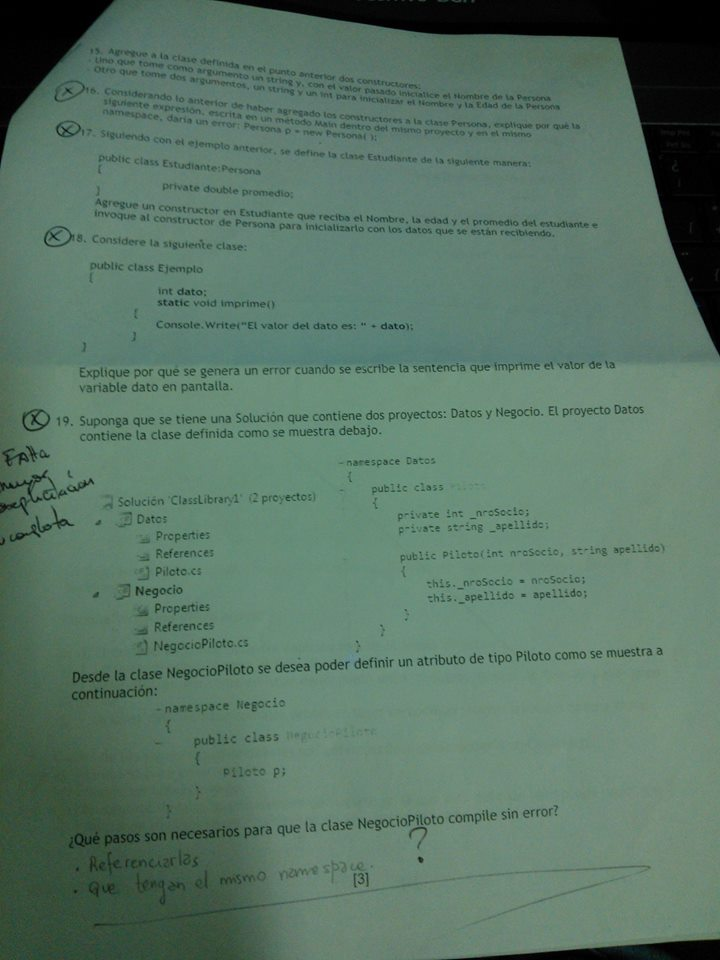 15. Agregue a la clase definida en el punto anterior dos constructores:
- Uno que tome como argumento un string y, con el valor pasado inicialice el Nombre de la Persona
- Otro que tome dos argumentos, un string y un int para inicializar el Nombre y la Edad de la Persona
X 16. Considerando lo anterior de haber agregado los constructores a la clase Persona, explique por qué la
siguiente expresión, escrita en un método Main dentro del mismo proyecto y en el mismo
namespace, daría un error: Persona p = new Persona( );
X 17. Siguiendo con el ejemplo anterior, se define la clase Estudiante de la siguiente manera:
public class Estudiante:Persona
{
private double promedio;
}
Agregue un constructor en Estudiante que reciba el Nombre, la edad y el promedio del estudiante e
invoque al constructor de Persona para inicializarlo con los datos que se están recibiendo.
X 18. Considere la siguiente clase:
public class Ejemplo
{
int dato;
static void imprime()
{
Console.Write("El valor del dato es: " + dato);
}
}
Explique por qué se genera un error cuando se escribe la sentencia que imprime el valor de la
variable dato en pantalla.
X 19. Suponga que se tiene una Solución que contiene dos proyectos: Datos y Negocio. El proyecto Datos
contiene la clase definida como se muestra debajo.
Falta
Solución 'ClassLibrary1' (2 proyectos)
Datos
Properties
References
Piloto.cs
Negocio
Properties
References
NegocioPiloto.cs
namespace Datos
{
public class Piloto
{
private int _nroSocio;
private string _apellido;
public Piloto(int nroSocio, string apellido)
{
this._nroSocio = nroSocio;
this._apellido = apellido;
}
}
}
Desde la clase NegocioPiloto se desea poder definir un atributo de tipo Piloto como se muestra a
continuación:
namespace Negocio
{
public class NegocioPiloto
{
Piloto p;
}
}
¿Qué pasos son necesarios para que la clase NegocioPiloto compile sin error?
• Referenciarlas ?
• Que tengan el mismo namespace.
[3]